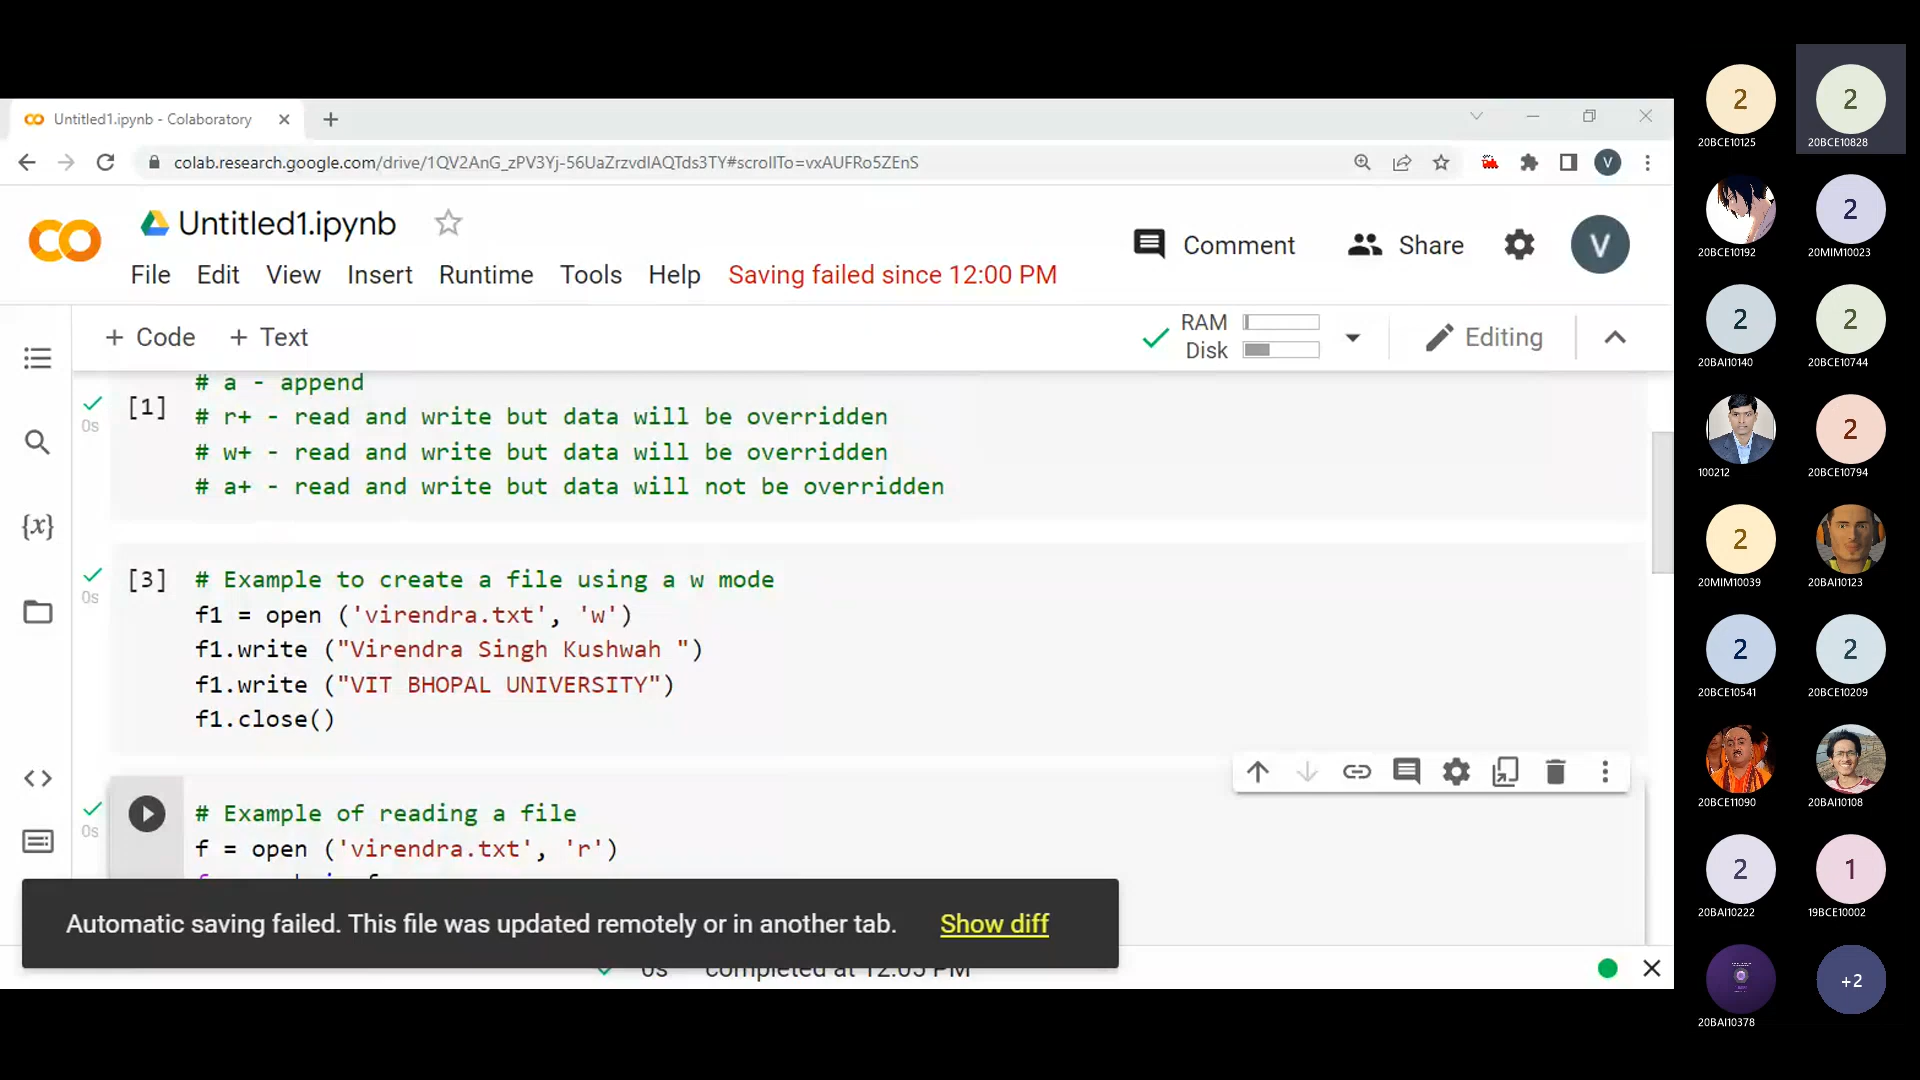 Untitled1.ipynb - Colaboratory
colab.research.google.com/drive/1QV2AnG_zPV3Yj-56UaZrzvdIAQTds3TY#scrollTo=vxAUFRo5ZEnS
V
Untitled1.ipynb
Comment
Share
V
File Edit View Insert Runtime Tools Help Saving failed since 12:00 PM
+ Code + Text
RAM
Disk
Editing
# a - append
[1]
0s
# r+ - read and write but data will be overridden
# w+ - read and write but data will be overridden
# a+ - read and write but data will not be overridden
{x}
[3] # Example to create a file using a w mode
0s
f1 = open ('virendra.txt', 'w')
f1.write ("Virendra Singh Kushwah ")
f1.write ("VIT BHOPAL UNIVERSITY")
f1.close()
# Example of reading a file
0s
f = open ('virendra.txt', 'r')
Automatic saving failed. This file was updated remotely or in another tab. Show diff
0s completed at 12:05 PM
2 2
20BCE10125 20BCE10828
2
20BCE10192 20MIM10023
2 2
20BAI10140 20BCE10744
2
100212 20BCE10794
2
20MIM10039 20BAI10123
2 2
20BCE10541 20BCE10209
20BCE11090 20BAI10108
2 1
20BAI10222 19BCE10002
+2
20BAI10378